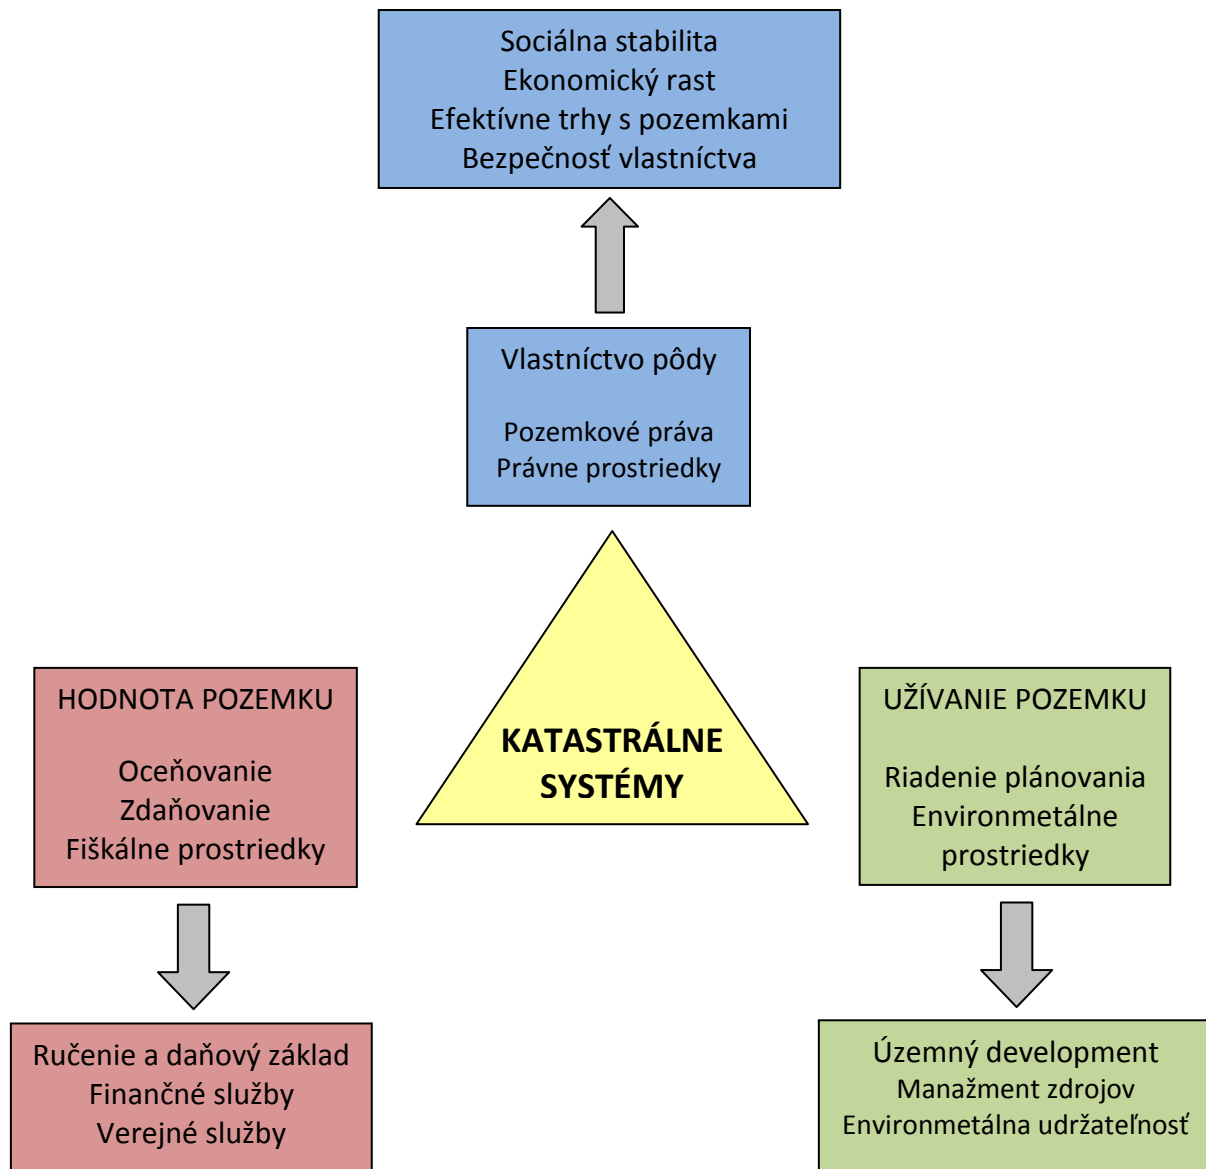 Sociálna stabilita
Ekonomický rast
Efektívne trhy s pozemkami
Bezpečnosť vlastníctva
Vlastníctvo pôdy
Pozemkové práva
Právne prostriedky
KATASTRÁLNE
SYSTÉMY
HODNOTA POZEMKU
Oceňovanie
Zdaňovanie
Fiškálne prostriedky
UŽÍVANIE POZEMKU
Riadenie plánovania
Environmetálne
prostriedky
Ručenie a daňový základ
Finančné služby
Verejné služby
Územný development
Manažment zdrojov
Environmetálna udržateľnosť